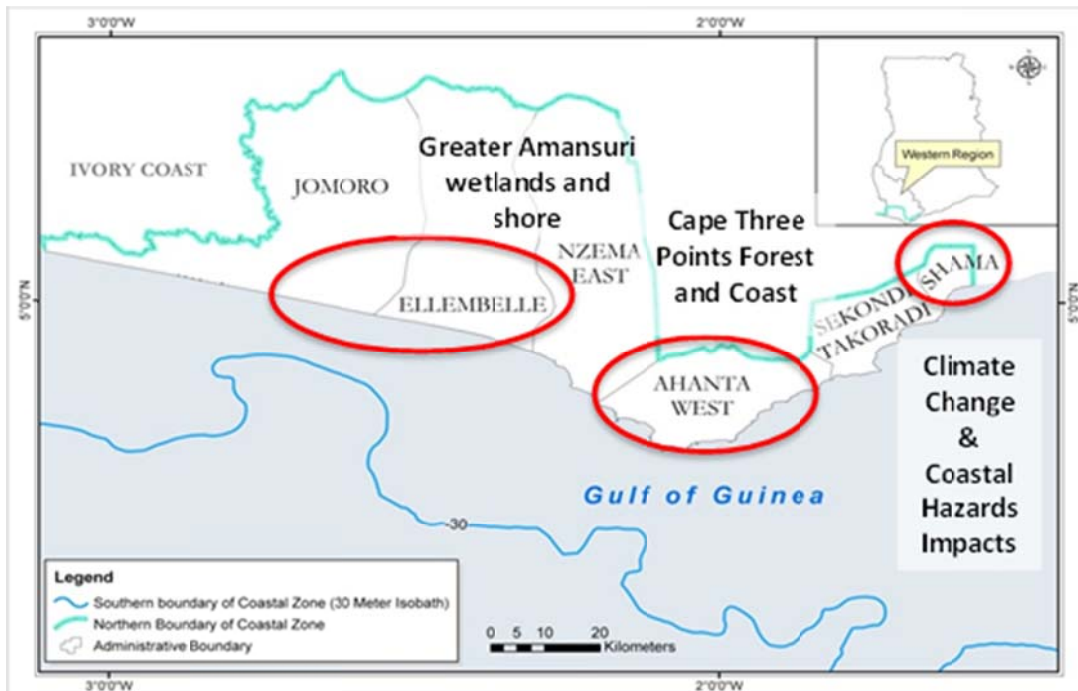 3°0'0"W
2°0'0"W
IVORY COAST
JOMORO
Greater Amansuri
wetlands and
shore
NZEMA
EAST
ELLEMBELLE
Cape Three
Points Forest
and Coast
Western Region
SHAMA
SEKONDI
TAKORADI
AHANTA
WEST
5°0'0"N
5°0'0"N
Climate
Change
&
Coastal
Hazards
Impacts
Gulf of Guinea
-30
Legend
Southern boundary of Coastal Zone (30 Meter Isobath)
Northern Boundary of Coastal Zone
Administrative Boundary
0 5 10 20
Kilometers
3°0'0"W
2°0'0"W